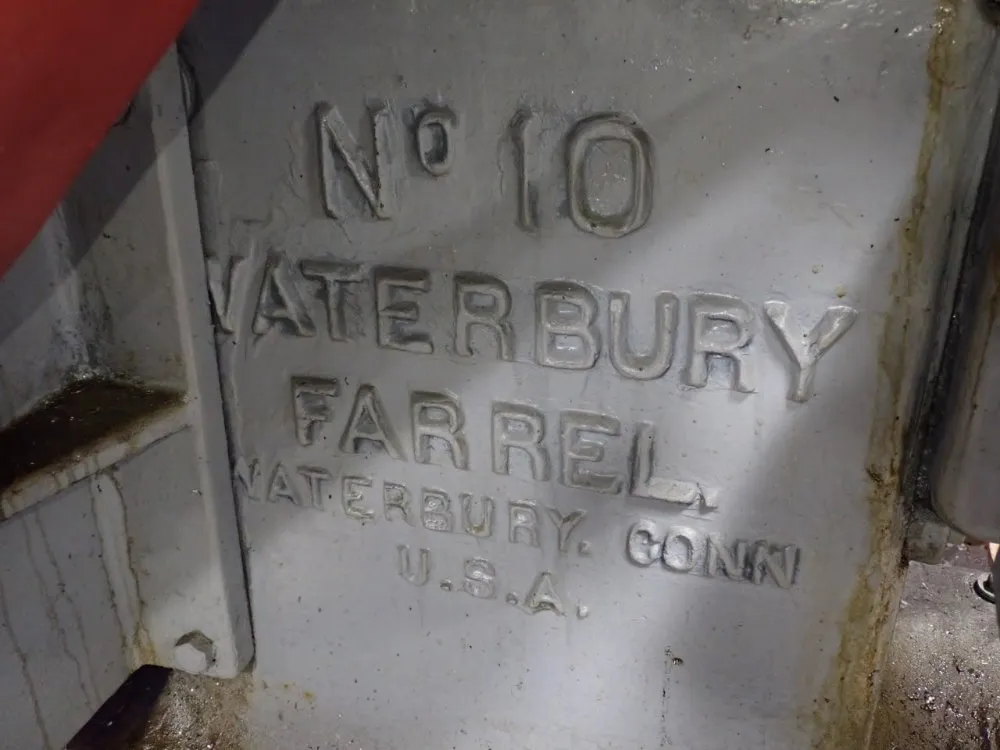 Nº 10
WATERBURY
FARREL
WATERBURY. CONN
U.S.A.